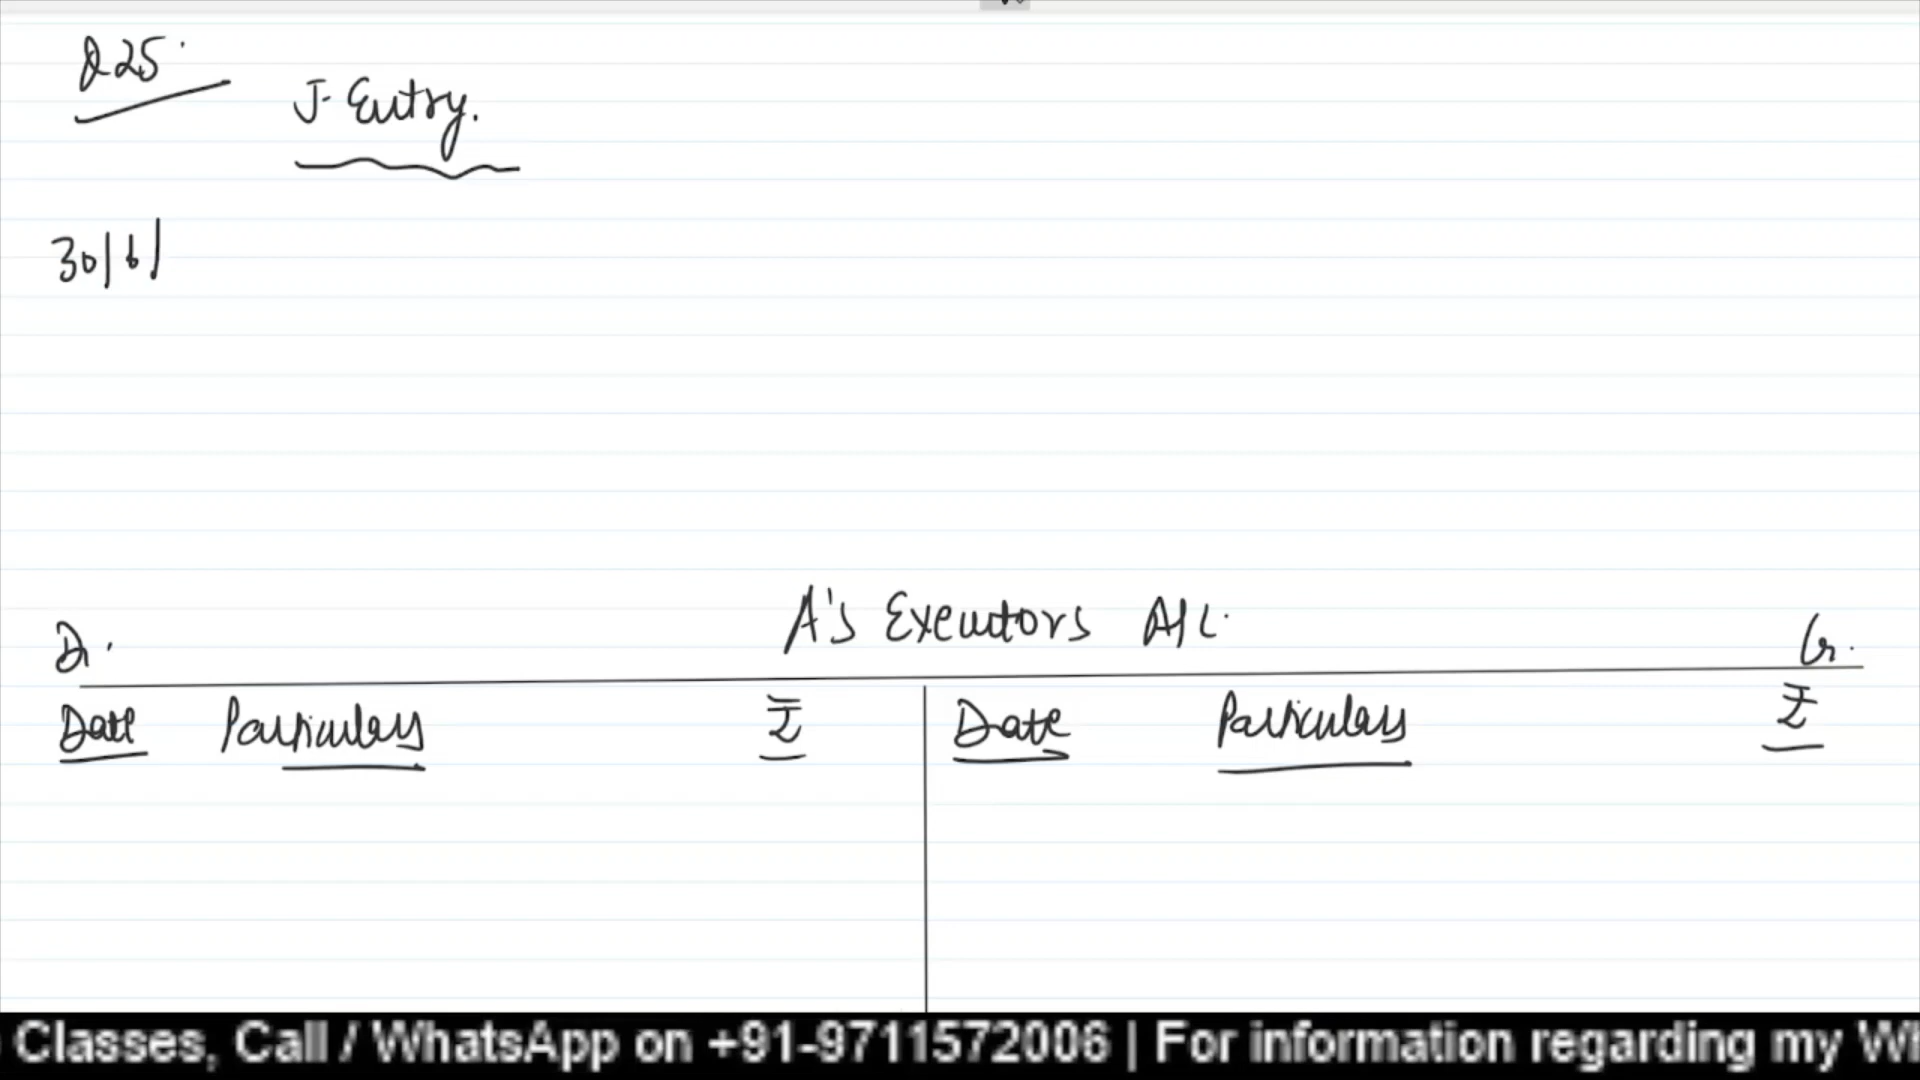 Q25.
J-Entry.
30/6/
A's Executors A/c.
Dr. Cr.
Date Particulars ₹ Date Particulars ₹
Classes, Call / WhatsApp on +91-9711572006 | For information regarding my Wh